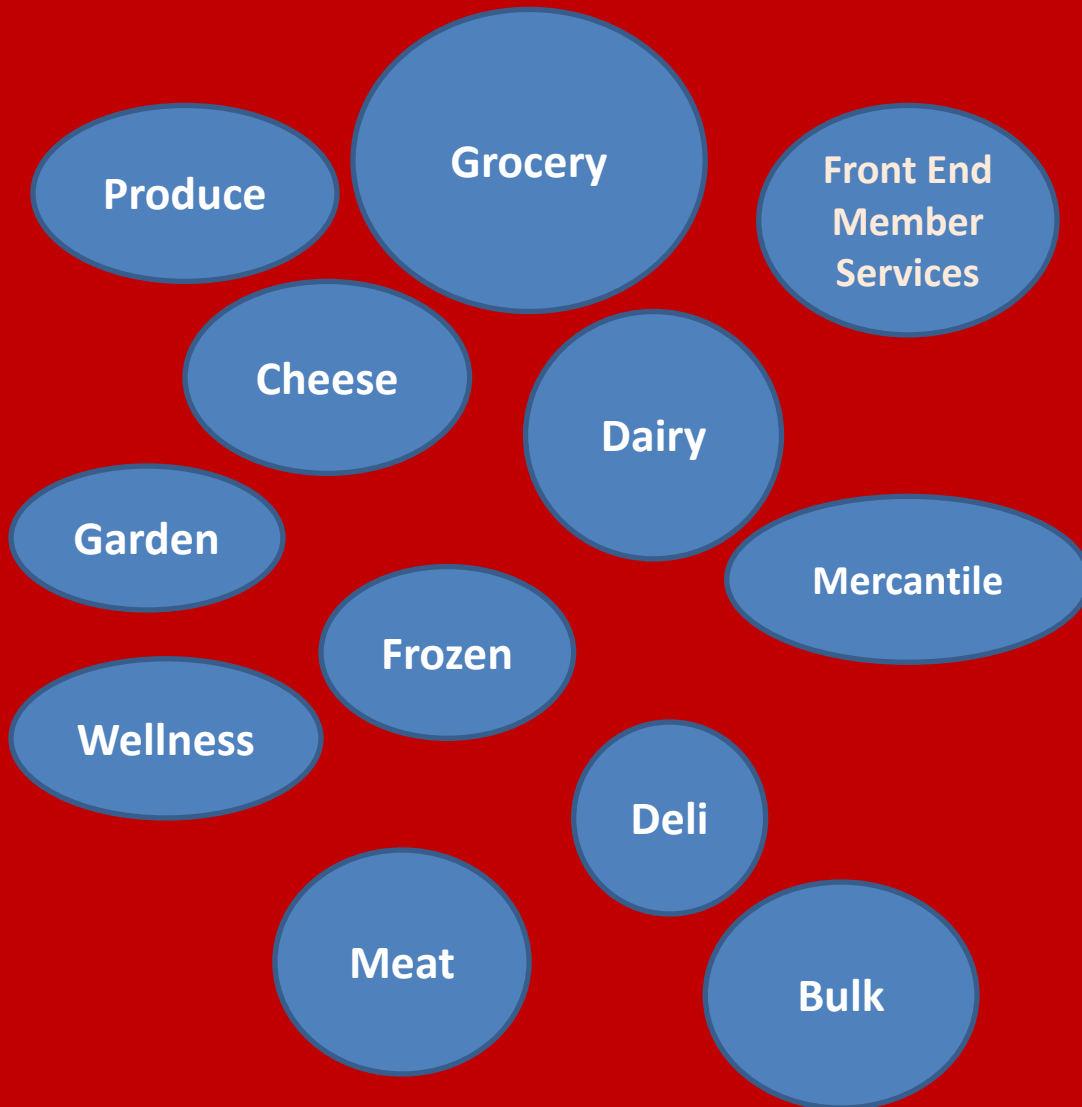 Grocery
Produce
Front End
Member
Services
Cheese
Dairy
Garden
Mercantile
Frozen
Wellness
Deli
Meat
Bulk